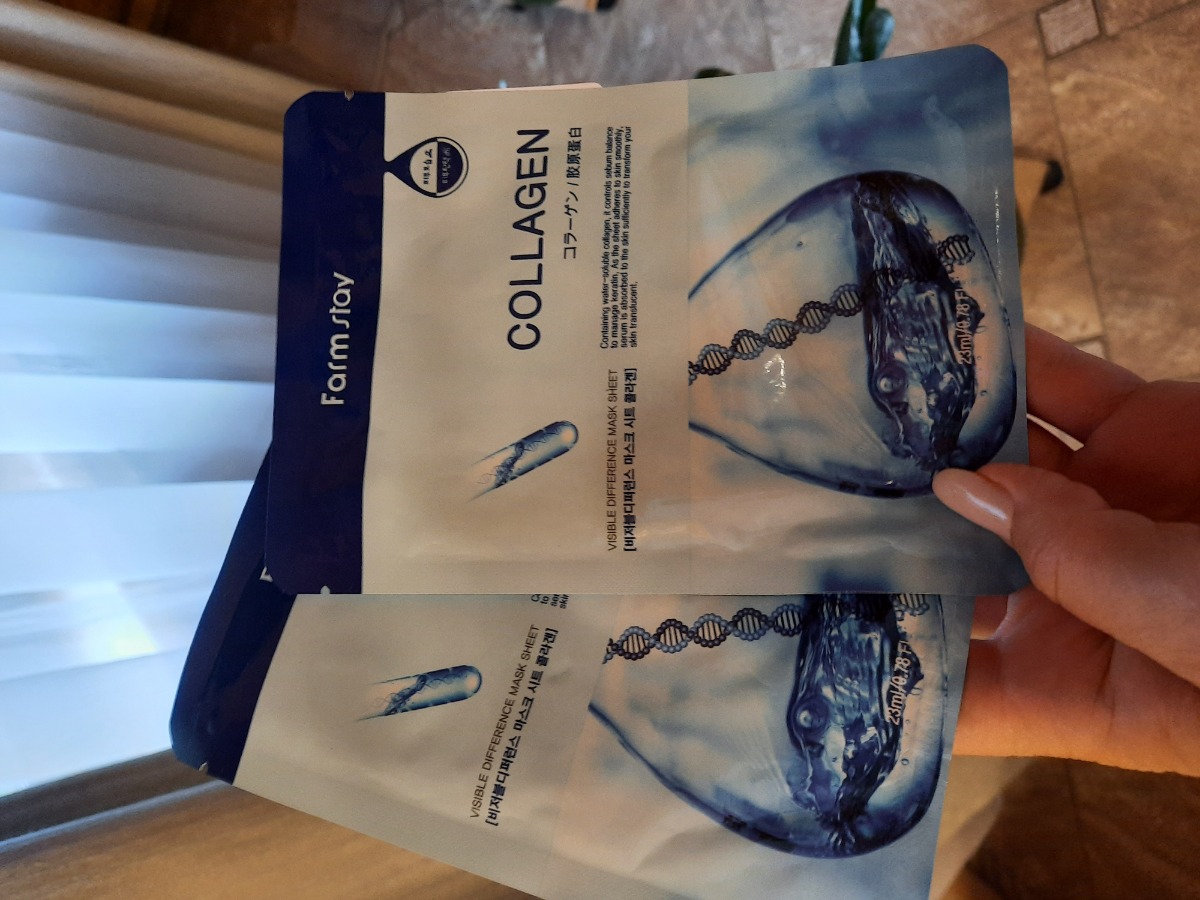 Farm stay
COLLAGEN
コラーゲン / 胶原蛋白
Containing water-soluble collagen, it controls sebum balance
to manage keratin. As the sheet adheres to skin smoothly,
serum is absorbed to the skin sufficiently to transform your
skin translucent.
VISIBLE DIFFERENCE MASK SHEET
[비저블디퍼런스 마스크 시트 콜라겐]
23ml/0.78 Fl
VISIBLE DIFFERENCE MASK SHEET
[비저블디퍼런스 마스크 시트 콜라겐]
23ml/0.78 Fl